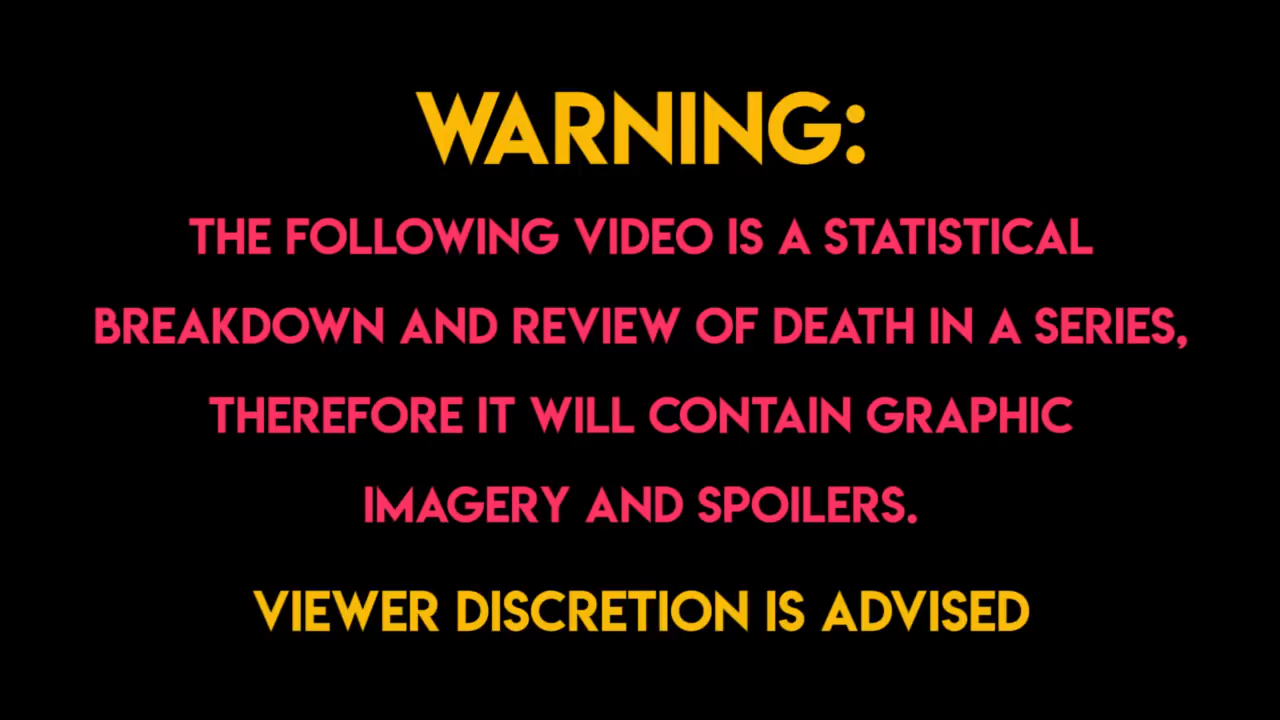 WARNING:
THE FOLLOWING VIDEO IS A STATISTICAL
BREAKDOWN AND REVIEW OF DEATH IN A SERIES,
THEREFORE IT WILL CONTAIN GRAPHIC
IMAGERY AND SPOILERS.
VIEWER DISCRETION IS ADVISED